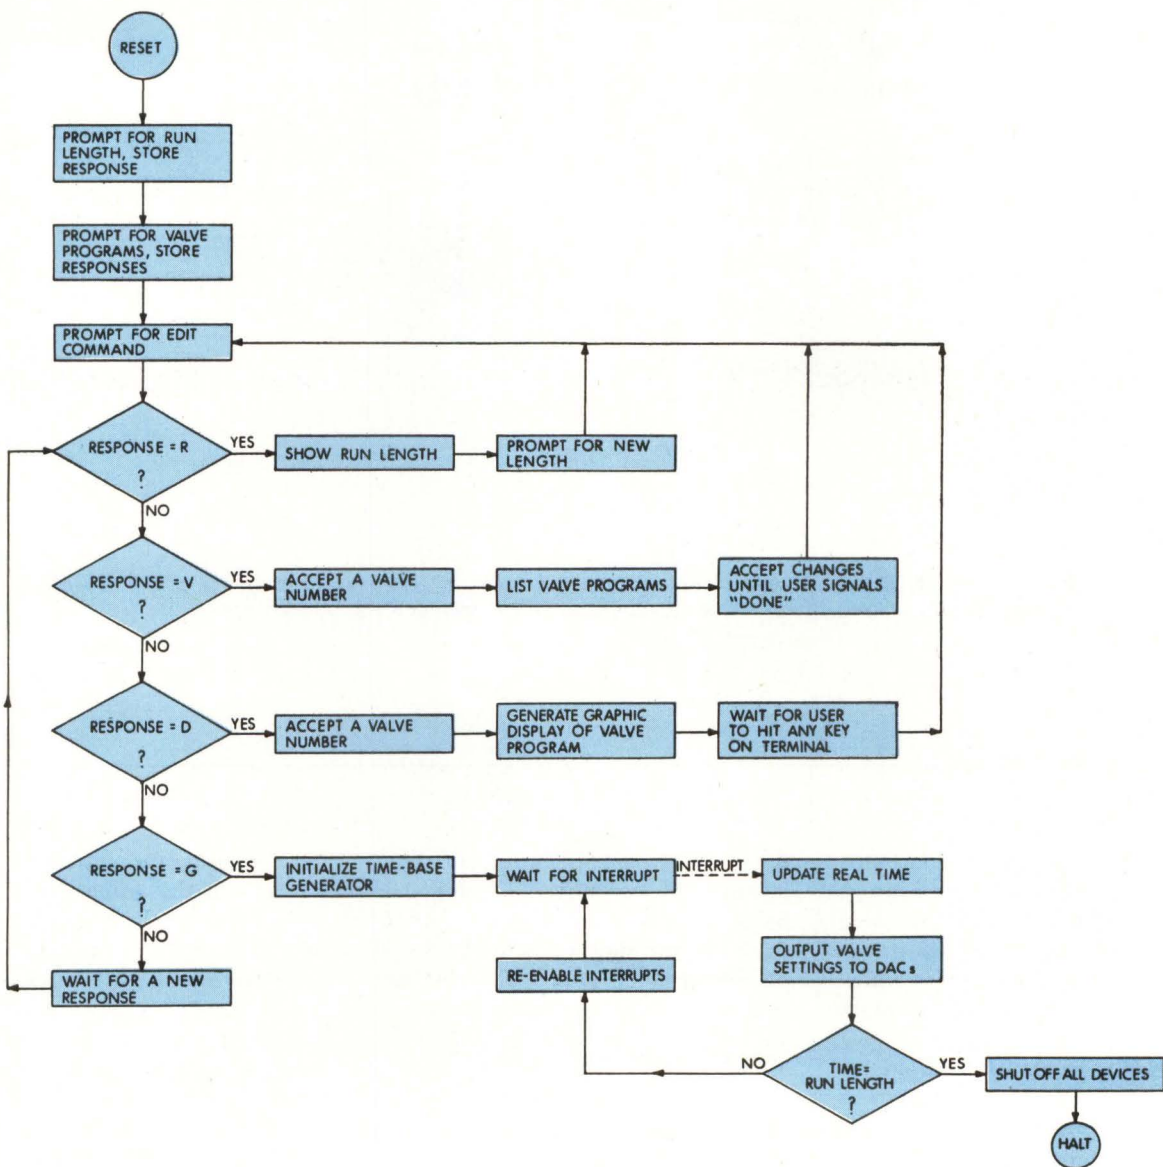 RESET
PROMPT FOR RUN
LENGTH, STORE
RESPONSE
PROMPT FOR VALVE
PROGRAMS, STORE
RESPONSES
PROMPT FOR EDIT
COMMAND
RESPONSE = R
?
YES
SHOW RUN LENGTH
PROMPT FOR NEW
LENGTH
NO
RESPONSE = V
?
YES
ACCEPT A VALVE
NUMBER
LIST VALVE PROGRAMS
ACCEPT CHANGES
UNTIL USER SIGNALS
"DONE"
NO
RESPONSE = D
?
YES
ACCEPT A VALVE
NUMBER
GENERATE GRAPHIC
DISPLAY OF VALVE
PROGRAM
WAIT FOR USER
TO HIT ANY KEY
ON TERMINAL
NO
RESPONSE = G
?
YES
INITIALIZE TIME-BASE
GENERATOR
WAIT FOR INTERRUPT
INTERRUPT
UPDATE REAL TIME
NO
WAIT FOR A NEW
RESPONSE
RE-ENABLE INTERRUPTS
OUTPUT VALVE
SETTINGS TO DACs
TIME=
RUN LENGTH
?
NO
YES
SHUT OFF ALL DEVICES
HALT